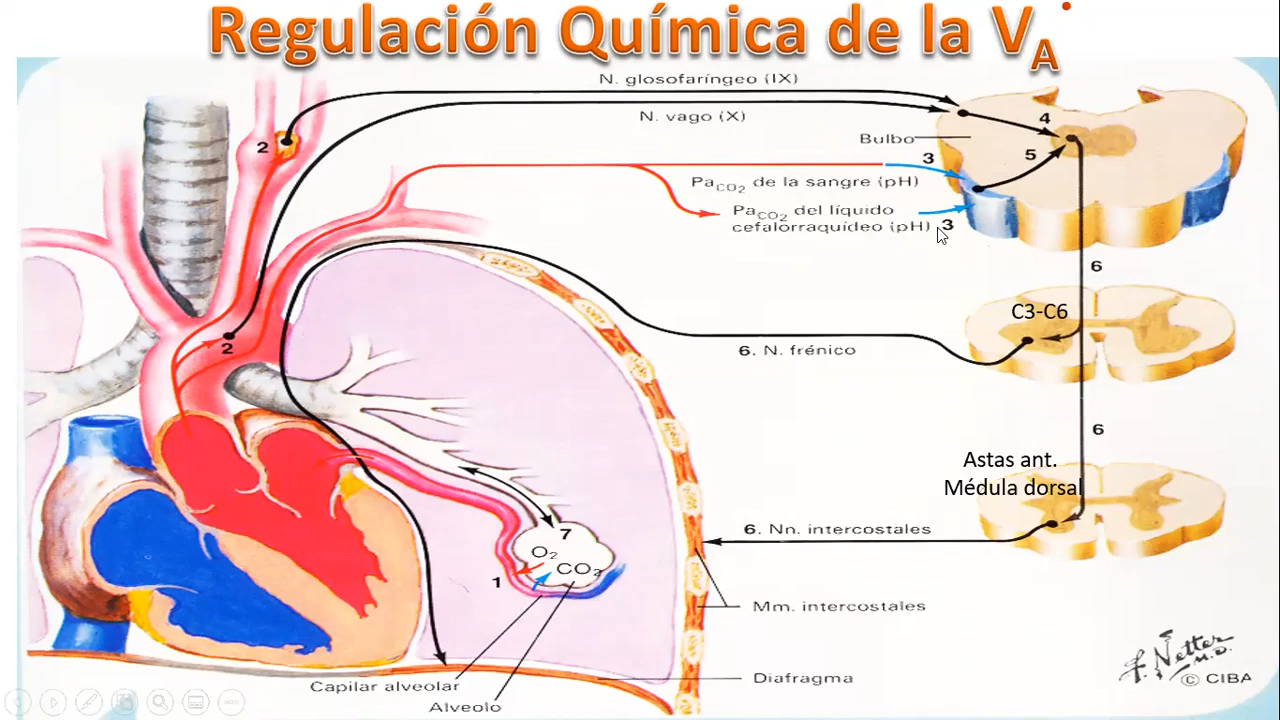 Regulación Química de la VA
N. glosofaríngeo (IX)
N. vago (X)
2
4
Bulbo
5
3
PaCO2 de la sangre (pH)
PaCO2 del líquido
cefalorraquídeo (pH)
3
6
C3-C6
2
6. N. frénico
6
Astas ant.
Médula dorsal
6. Nn. intercostales
7
O2
CO2
1
Mm. intercostales
Diafragma
Capilar alveolar
Alveolo
F. Netter
M.D.
© CIBA